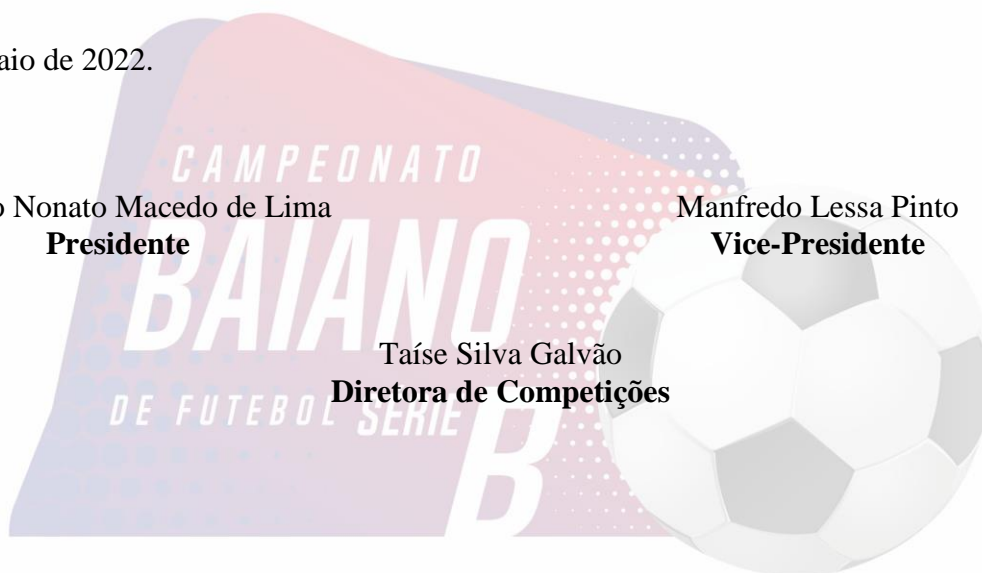 aio de 2022.
CAMPEONATO
o Nonato Macedo de Lima
Presidente
Manfredo Lessa Pinto
Vice-Presidente
BAIANO
Taíse Silva Galvão
Diretora de Competições
DE FUTEBOL SÉRIE
B